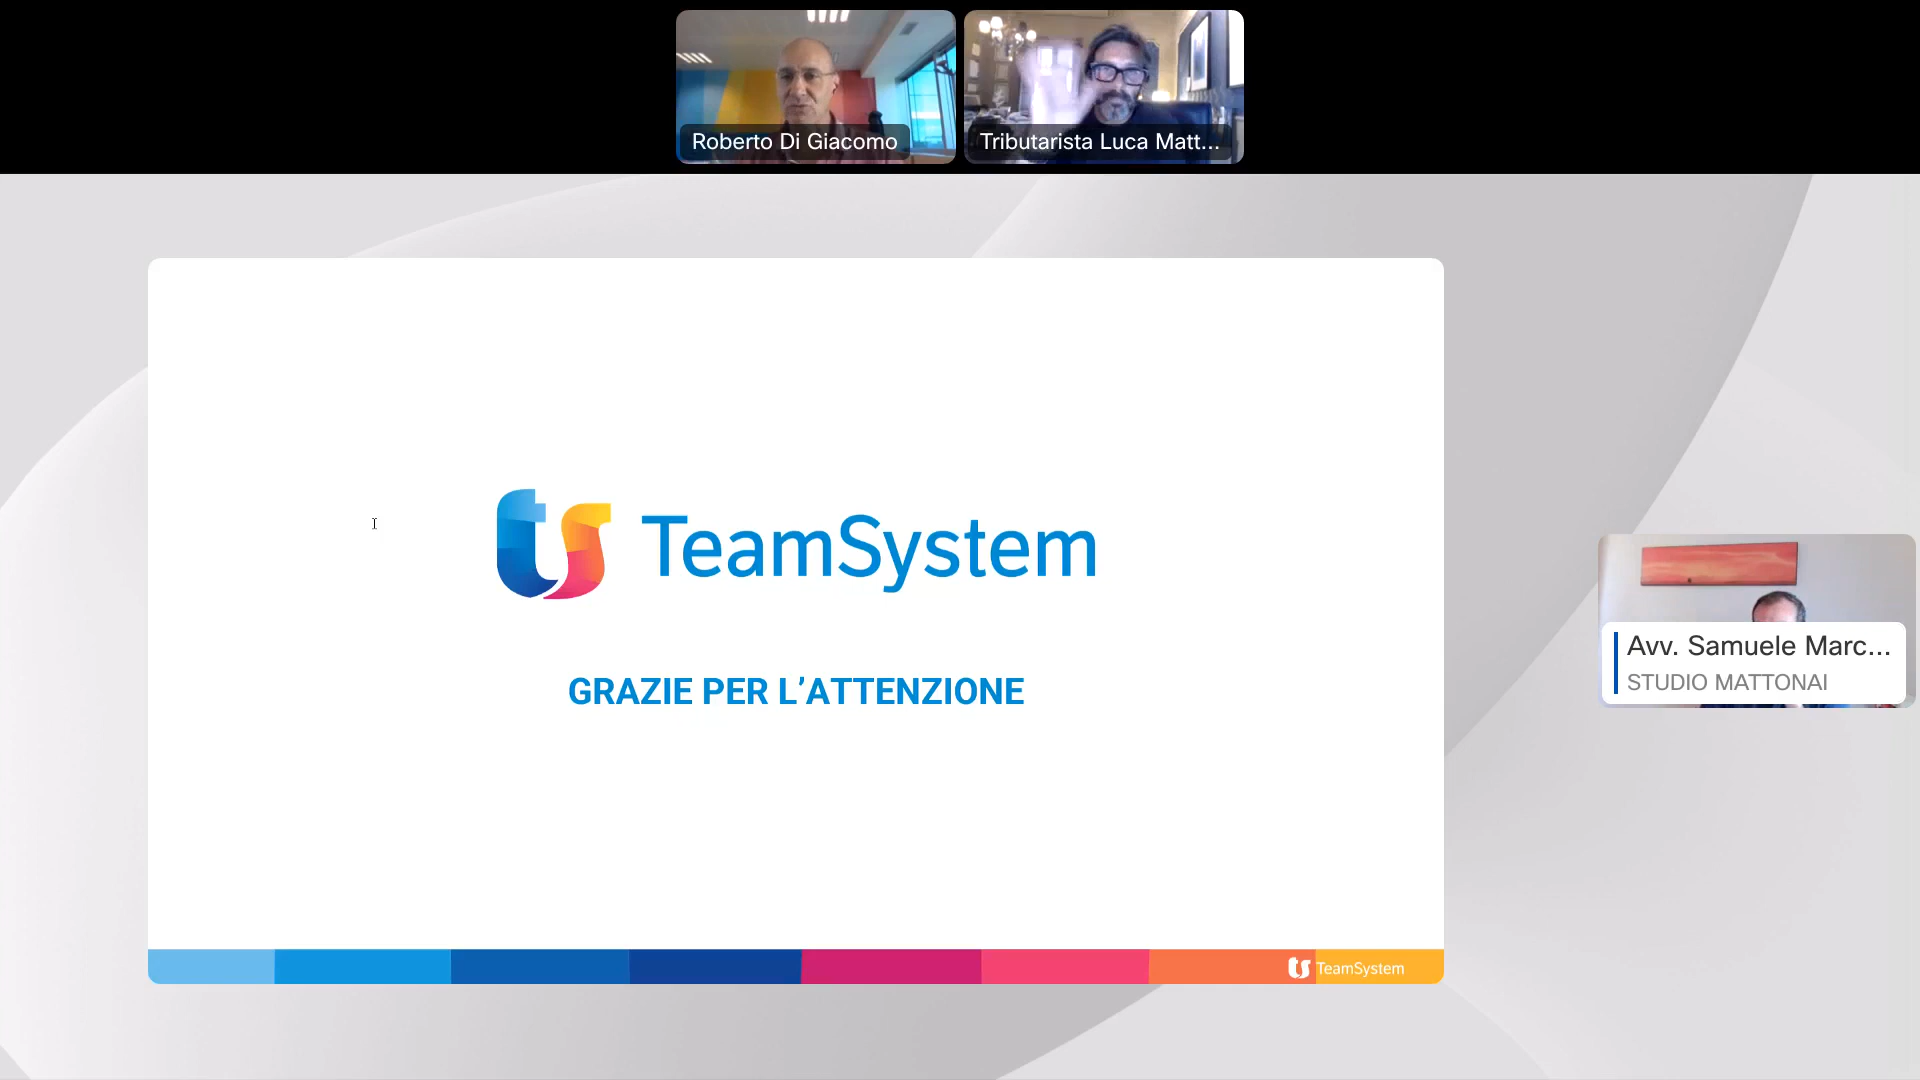 Roberto Di Giacomo
Tributarista Luca Matt...
TeamSystem
GRAZIE PER L’ATTENZIONE
Avv. Samuele Marc...
STUDIO MATTONAI
TeamSystem